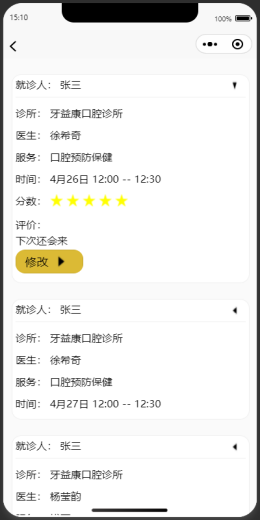 15:10
100%
就诊人： 张三
诊所： 牙益康口腔诊所
医生： 徐希奇
服务： 口腔预防保健
时间： 4月26日 12:00 -- 12:30
分数：
评价：
下次还会来
修改
就诊人： 张三
诊所： 牙益康口腔诊所
医生： 徐希奇
服务： 口腔预防保健
时间： 4月27日 12:00 -- 12:30
就诊人： 张三
诊所： 牙益康口腔诊所
医生： 杨莹韵